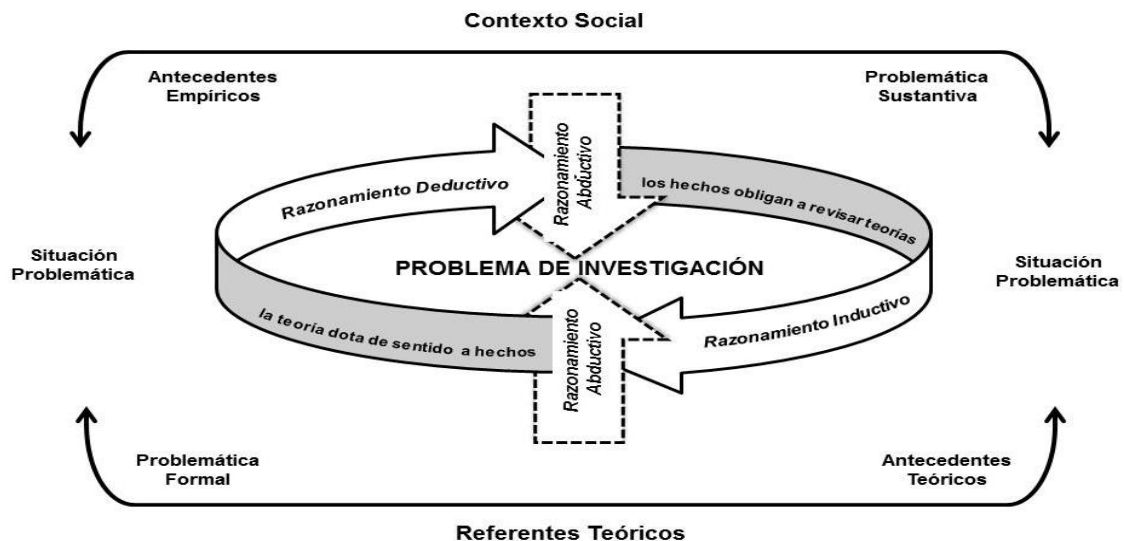 Contexto Social
Antecedentes
Empíricos
Problemática
Sustantiva
Razonamiento Deductivo
Razonamiento
Abductivo
los hechos obligan a revisar teorías
Situación
Problemática
PROBLEMA DE INVESTIGACIÓN
Situación
Problemática
la teoría dota de sentido a hechos
Razonamiento
Abductivo
Razonamiento Inductivo
Problemática
Formal
Antecedentes
Teóricos
Referentes Teóricos